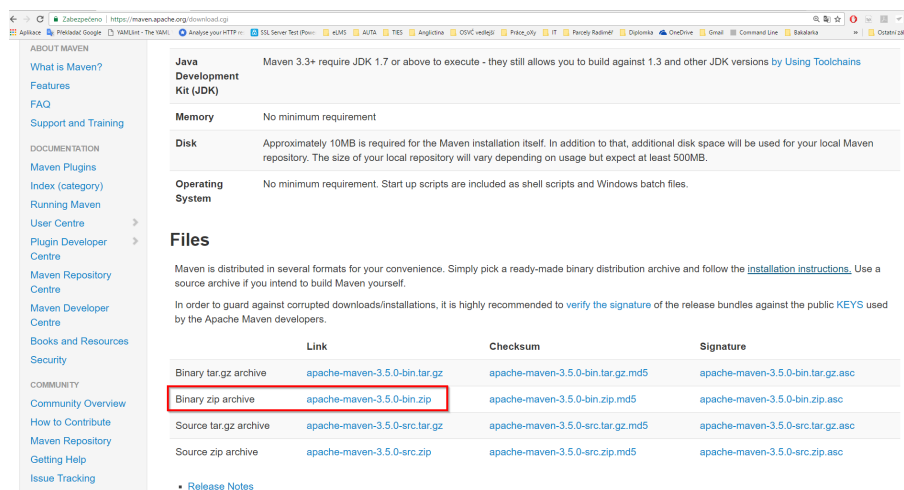 Zabezpečeno | https://maven.apache.org/download.cgi
Aplikace Překladač Google YAMLlint - The YAML Analyse your HTTP re SSL Server Test (Power eLMS AUTA TIES Anglictina OSVČ vedlejší Práce_oXy IT Parcely Radiměř Diplomka OneDrive Gmail Command Line Bakalarka » Ostatní zál
ABOUT MAVEN
What is Maven?
Features
FAQ
Support and Training
DOCUMENTATION
Maven Plugins
Index (category)
Running Maven
User Centre
Plugin Developer
Centre
Maven Repository
Centre
Maven Developer
Centre
Books and Resources
Security
COMMUNITY
Community Overview
How to Contribute
Maven Repository
Getting Help
Issue Tracking
Java
Development
Kit (JDK)
Maven 3.3+ require JDK 1.7 or above to execute - they still allows you to build against 1.3 and other JDK versions by Using Toolchains
Memory No minimum requirement
Disk Approximately 10MB is required for the Maven installation itself. In addition to that, additional disk space will be used for your local Maven
repository. The size of your local repository will vary depending on usage but expect at least 500MB.
Operating
System
No minimum requirement. Start up scripts are included as shell scripts and Windows batch files.
Files
Maven is distributed in several formats for your convenience. Simply pick a ready-made binary distribution archive and follow the installation instructions. Use a
source archive if you intend to build Maven yourself.
In order to guard against corrupted downloads/installations, it is highly recommended to verify the signature of the release bundles against the public KEYS used
by the Apache Maven developers.
Link Checksum Signature
Binary tar.gz archive apache-maven-3.5.0-bin.tar.gz apache-maven-3.5.0-bin.tar.gz.md5 apache-maven-3.5.0-bin.tar.gz.asc
Binary zip archive apache-maven-3.5.0-bin.zip apache-maven-3.5.0-bin.zip.md5 apache-maven-3.5.0-bin.zip.asc
Source tar.gz archive apache-maven-3.5.0-src.tar.gz apache-maven-3.5.0-src.tar.gz.md5 apache-maven-3.5.0-src.tar.gz.asc
Source zip archive apache-maven-3.5.0-src.zip apache-maven-3.5.0-src.zip.md5 apache-maven-3.5.0-src.zip.asc
Release Notes